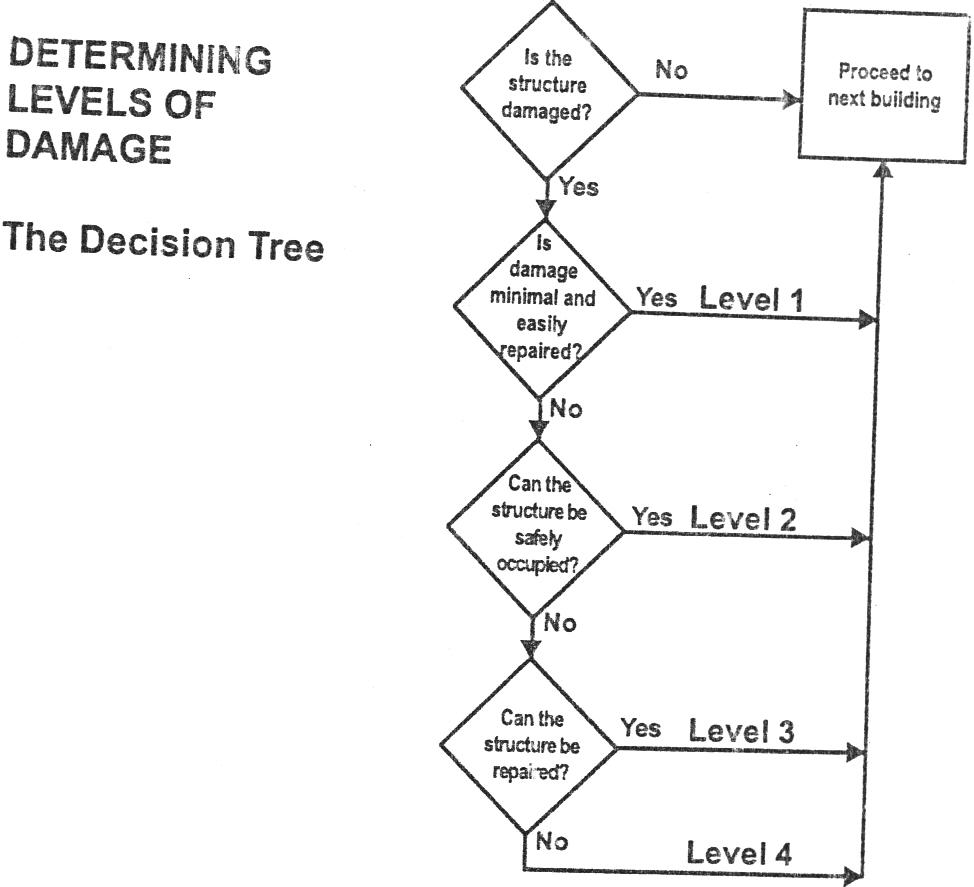 DETERMINING
LEVELS OF
DAMAGE
The Decision Tree
Is the
structure
damaged?
No
Proceed to
next building
Yes
Is
damage
minimal and
easily
repaired?
Yes Level 1
No
Can the
structure be
safely
occupied?
Yes Level 2
No
Can the
structure be
repaired?
Yes Level 3
No
Level 4